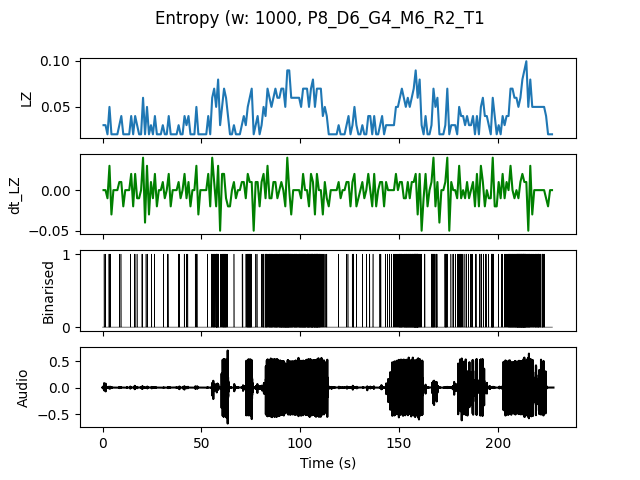 Entropy (w: 1000, P8_D6_G4_M6_R2_T1
0.10
0.05
LZ
0.00
−0.05
dt_LZ
1
0
Binarised
0.5
0.0
−0.5
Audio
0 50 100 150 200
Time (s)